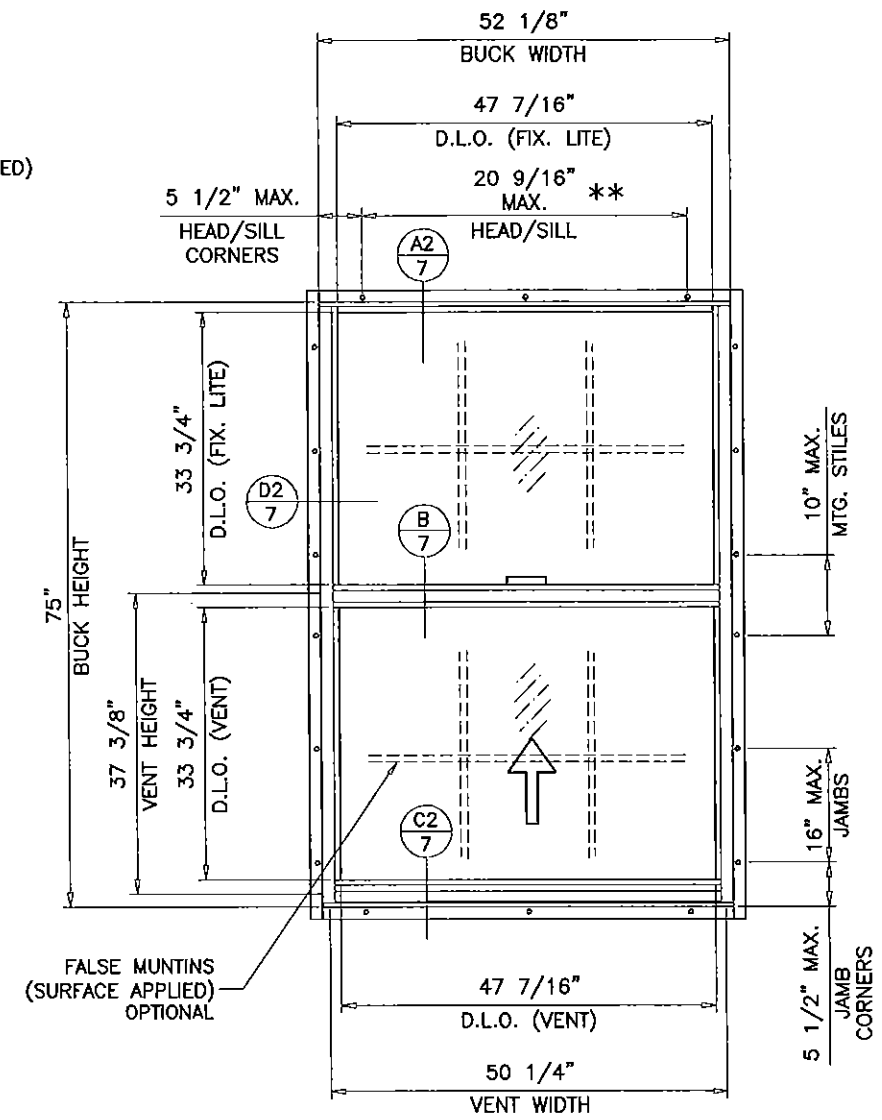 52 1/8"
BUCK WIDTH
47 7/16"
D.L.O. (FIX. LITE)
ED)
5 1/2" MAX.
HEAD/SILL
CORNERS
20 9/16"
MAX. **
HEAD/SILL
A2
7
33 3/4"
D.L.O. (FIX. LITE)
D2
7
B
7
10" MAX.
MTG. STILES
75"
BUCK HEIGHT
37 3/8"
VENT HEIGHT
33 3/4"
D.L.O. (VENT)
16" MAX.
JAMBS
C2
7
5 1/2" MAX.
JAMB
CORNERS
FALSE MUNTINS
(SURFACE APPLIED)
OPTIONAL
47 7/16"
D.L.O. (VENT)
50 1/4"
VENT WIDTH